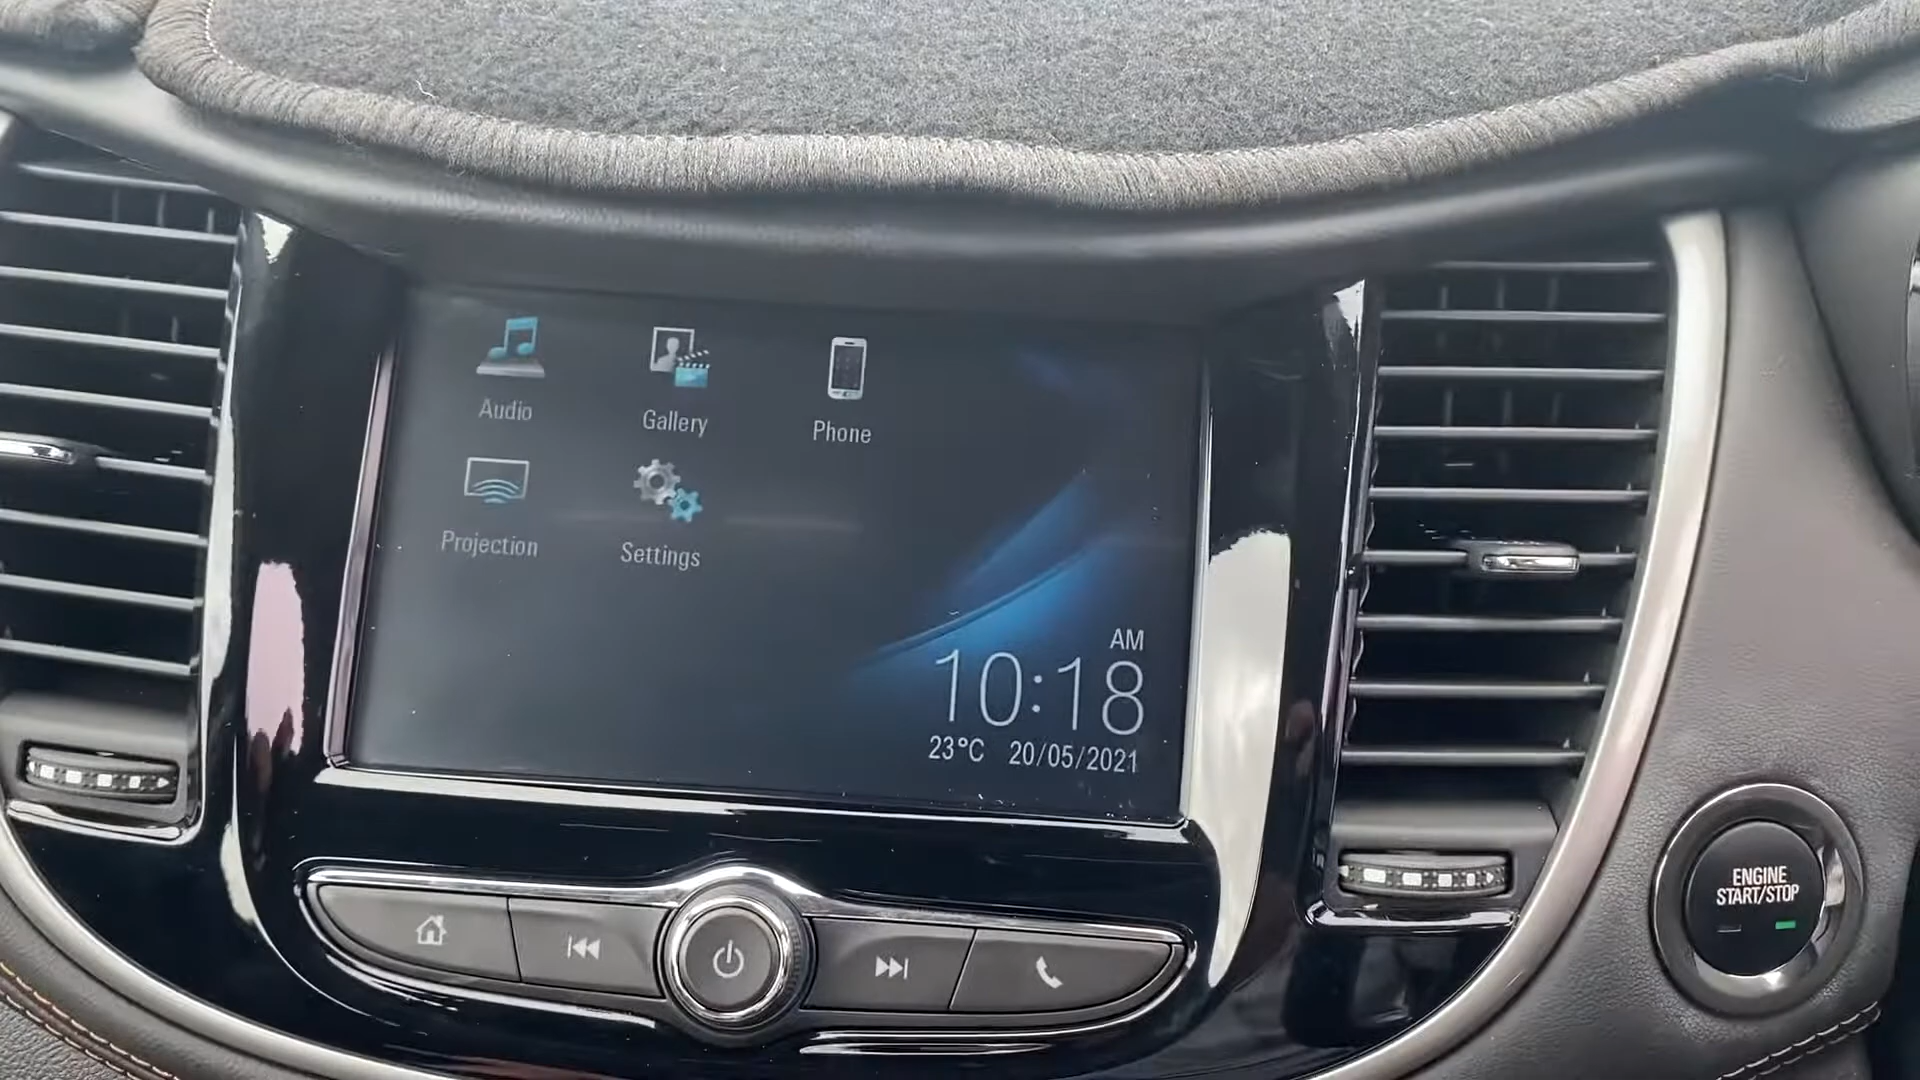 Audio
Gallery
Phone
Projection
Settings
AM
10:18
23°C 20/05/2021
ENGINE
START/STOP